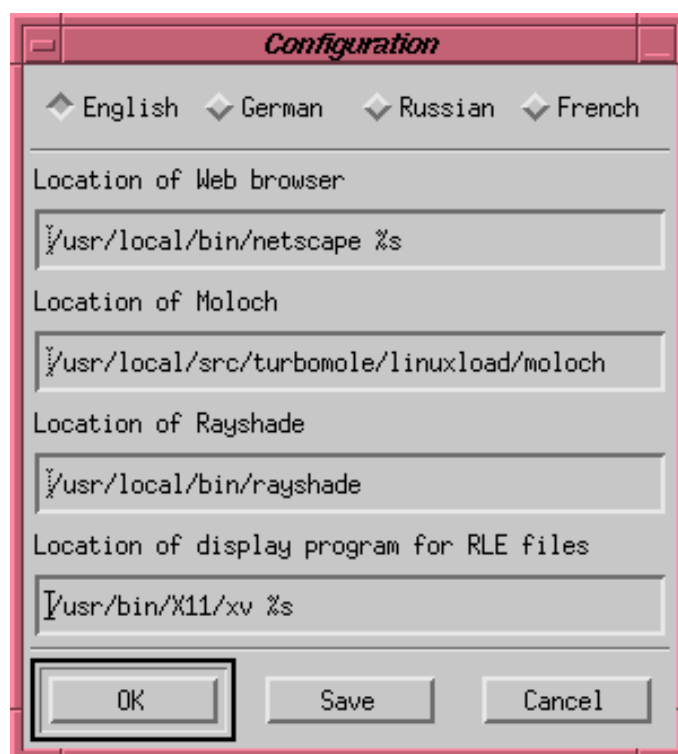 Configuration
English German Russian French
Location of Web browser
/usr/local/bin/netscape %s
Location of Moloch
/usr/local/src/turbomole/linuxload/moloch
Location of Rayshade
/usr/local/bin/rayshade
Location of display program for RLE files
/usr/bin/X11/xv %s
OK Save Cancel